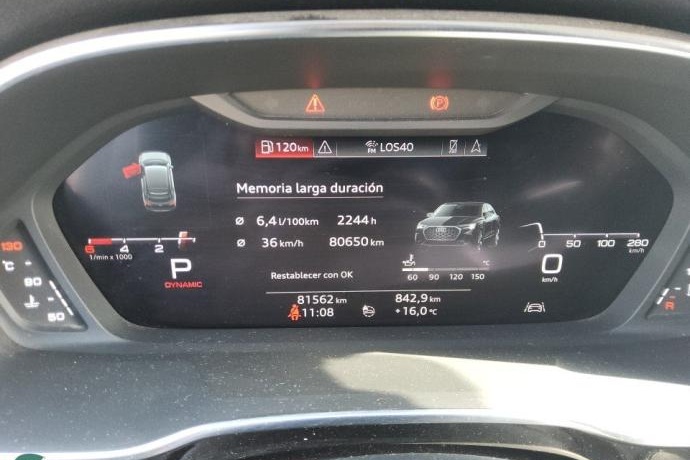 120 km FM LOS40
Memoria larga duración
Ø 6,4 l/100km 2244 h
Ø 36 km/h 80650 km
Restablecer con OK
6 4 2
1/min x 1000
P
DYNAMIC
0 50 100 280
0
km/h
°C
60 90 120 150
81562 km 842,9 km
11:08 +16,0 °C
130
°C
90
50
R